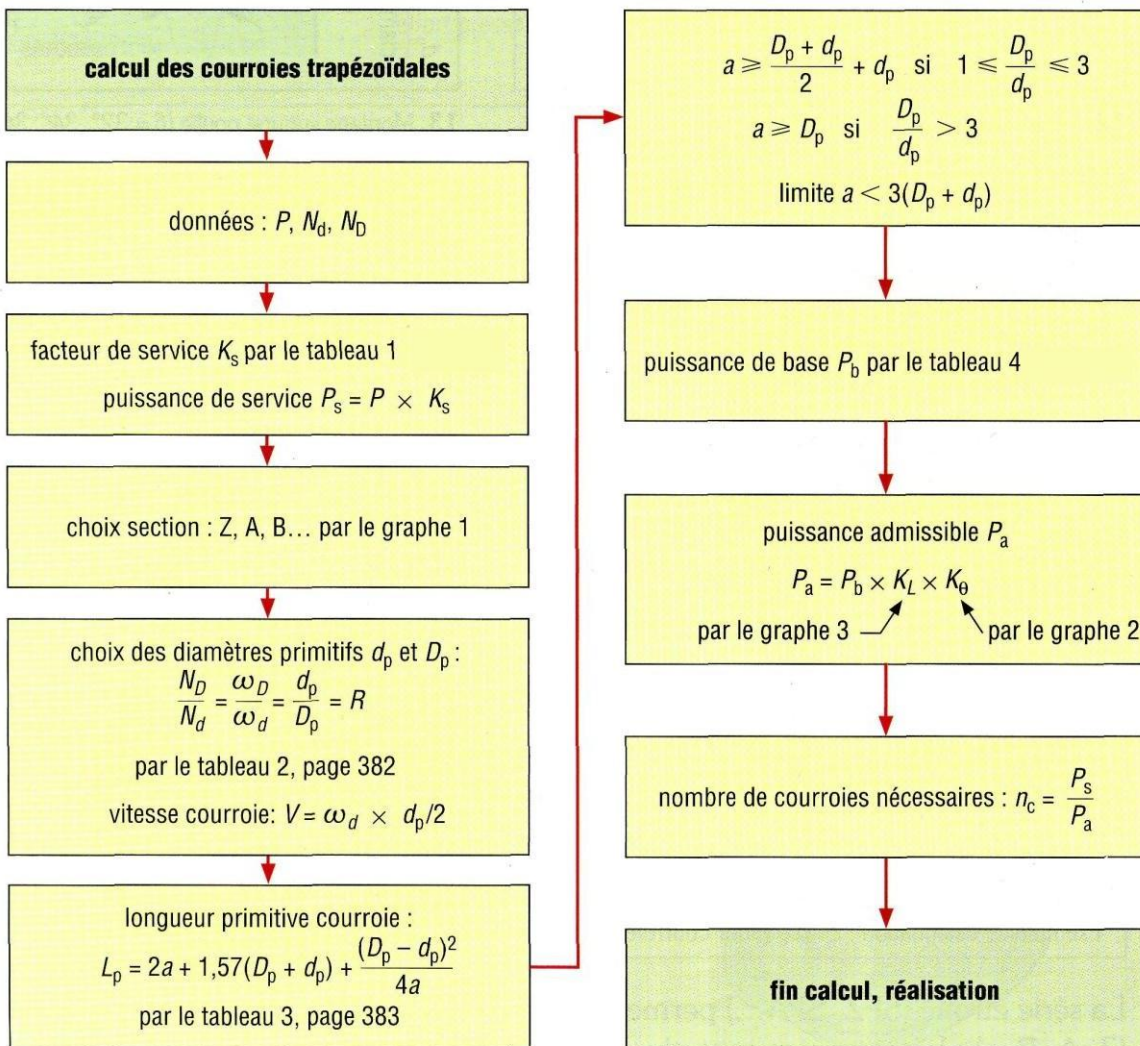 calcul des courroies trapézoïdales
données : P, N_d, N_D
facteur de service K_s par le tableau 1
puissance de service P_s = P × K_s
choix section : Z, A, B... par le graphe 1
choix des diamètres primitifs d_p et D_p :
N_D/N_d = ω_D/ω_d = d_p/D_p = R
par le tableau 2, page 382
vitesse courroie: V = ω_d × d_p/2
longueur primitive courroie :
L_p = 2a + 1,57(D_p + d_p) + (D_p – d_p)²/4a
par le tableau 3, page 383
a ⩾ (D_p + d_p)/2 + d_p si 1 ⩽ D_p/d_p ⩽ 3
a ⩾ D_p si D_p/d_p > 3
limite a < 3(D_p + d_p)
puissance de base P_b par le tableau 4
puissance admissible P_a
P_a = P_b × K_L × K_θ
par le graphe 3 par le graphe 2
nombre de courroies nécessaires : n_c = P_s/P_a
fin calcul, réalisation